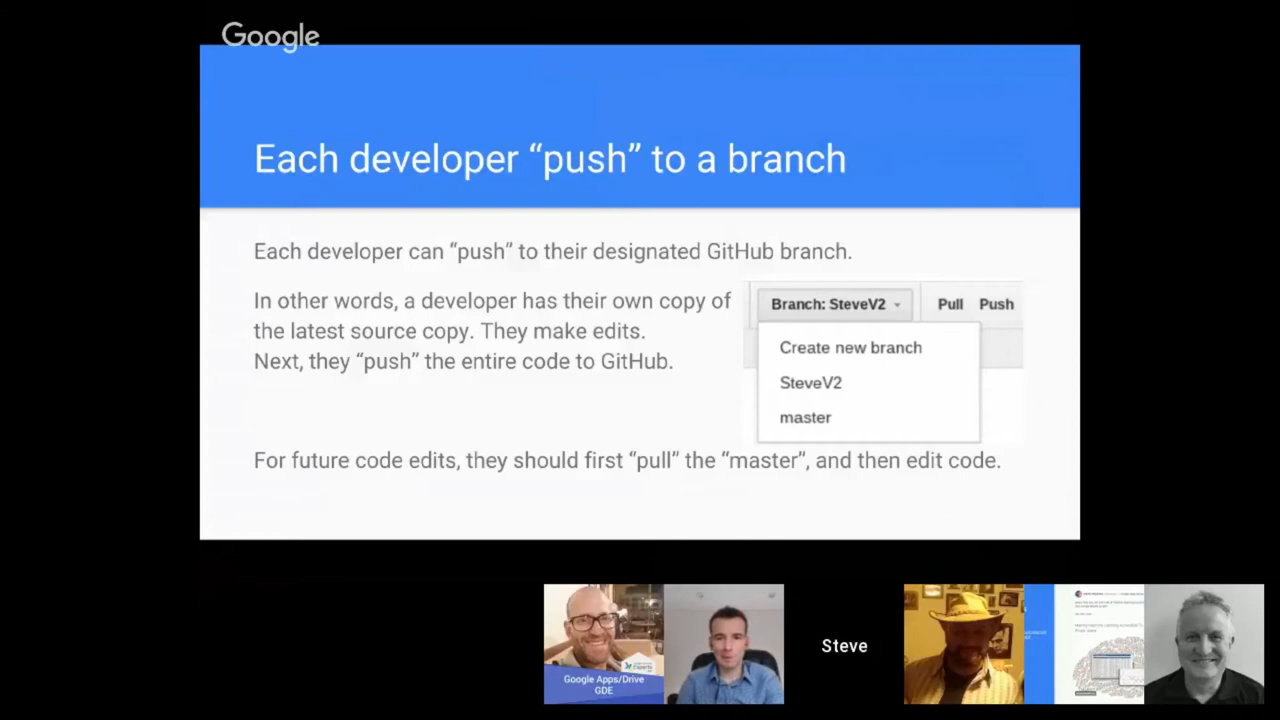 Google
Each developer “push” to a branch
Each developer can “push” to their designated GitHub branch.
In other words, a developer has their own copy of
the latest source copy. They make edits.
Next, they “push” the entire code to GitHub.
Branch: SteveV2
Pull
Push
Create new branch
SteveV2
master
For future code edits, they should first “pull” the “master”, and then edit code.
Experts
Google Apps/Drive
GDE
Steve